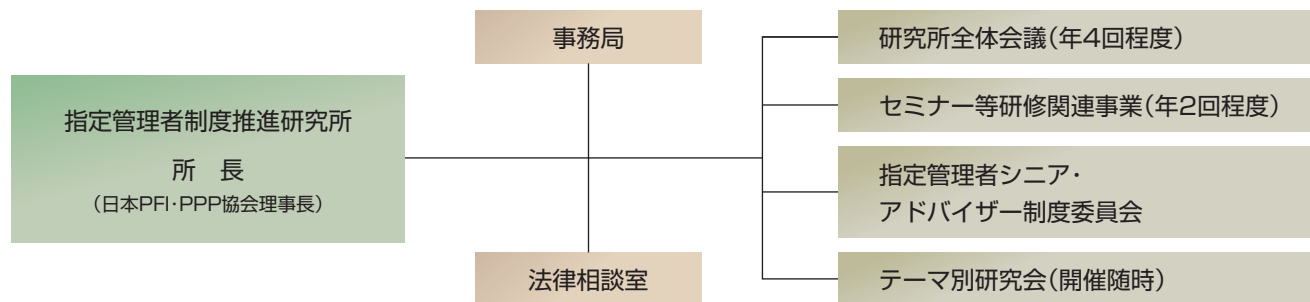 指定管理者制度推進研究所
所　長
（日本PFI・PPP協会理事長）
事務局
法律相談室
研究所全体会議（年4回程度）
セミナー等研修関連事業（年2回程度）
指定管理者シニア・
アドバイザー制度委員会
テーマ別研究会（開催随時）